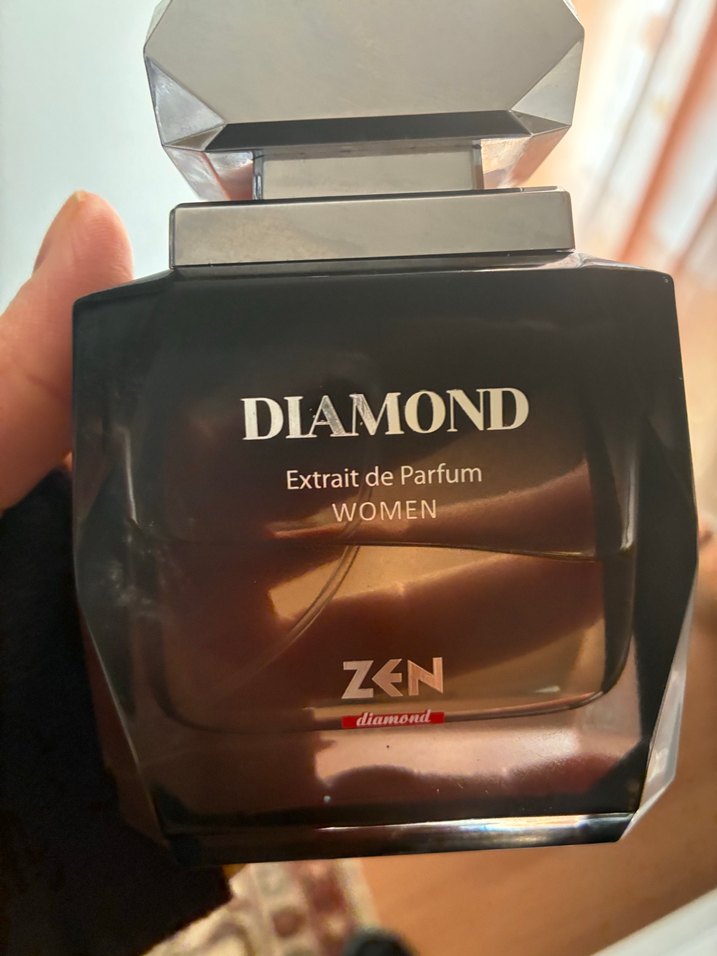 DIAMOND
Extrait de Parfum
WOMEN
ZEN
diamond